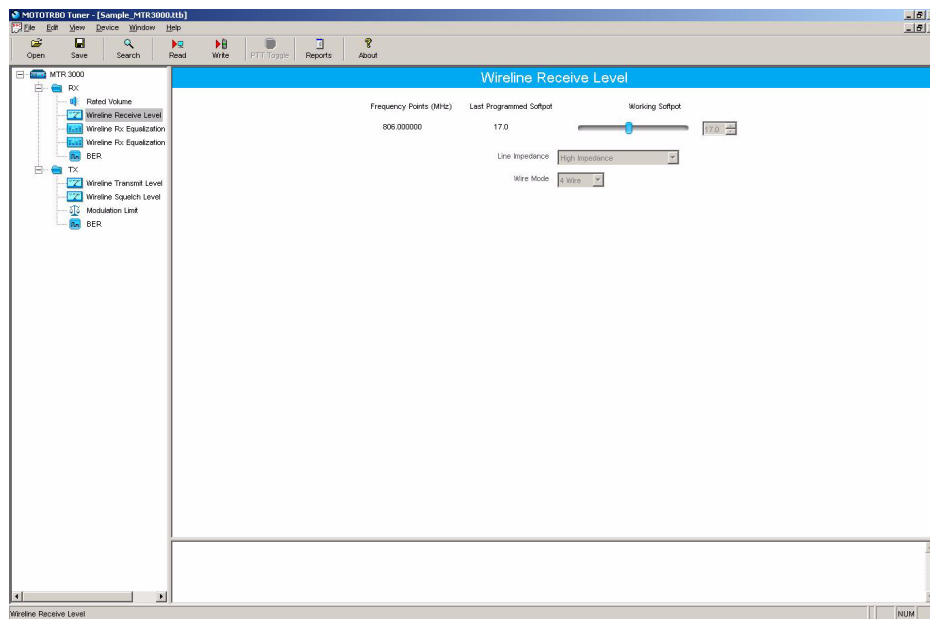 MOTOTRBO Tuner - [Sample_MTR3000.ttb]
File Edit View Device Window Help
Open Save Search Read Write PTT Toggle Reports About
MTR 3000
RX
Rated Volume
Wireline Receive Level
Wireline Rx Equalization
Wireline Rx Equalization
BER
TX
Wireline Transmit Level
Wireline Squelch Level
Modulation Limit
BER
Wireline Receive Level
Frequency Points (MHz) Last Programmed Softpot Working Softpot
806.000000 17.0 17.0
Line Impedance High Impedance
Wire Mode 4 Wire
Wireline Receive Level NUM